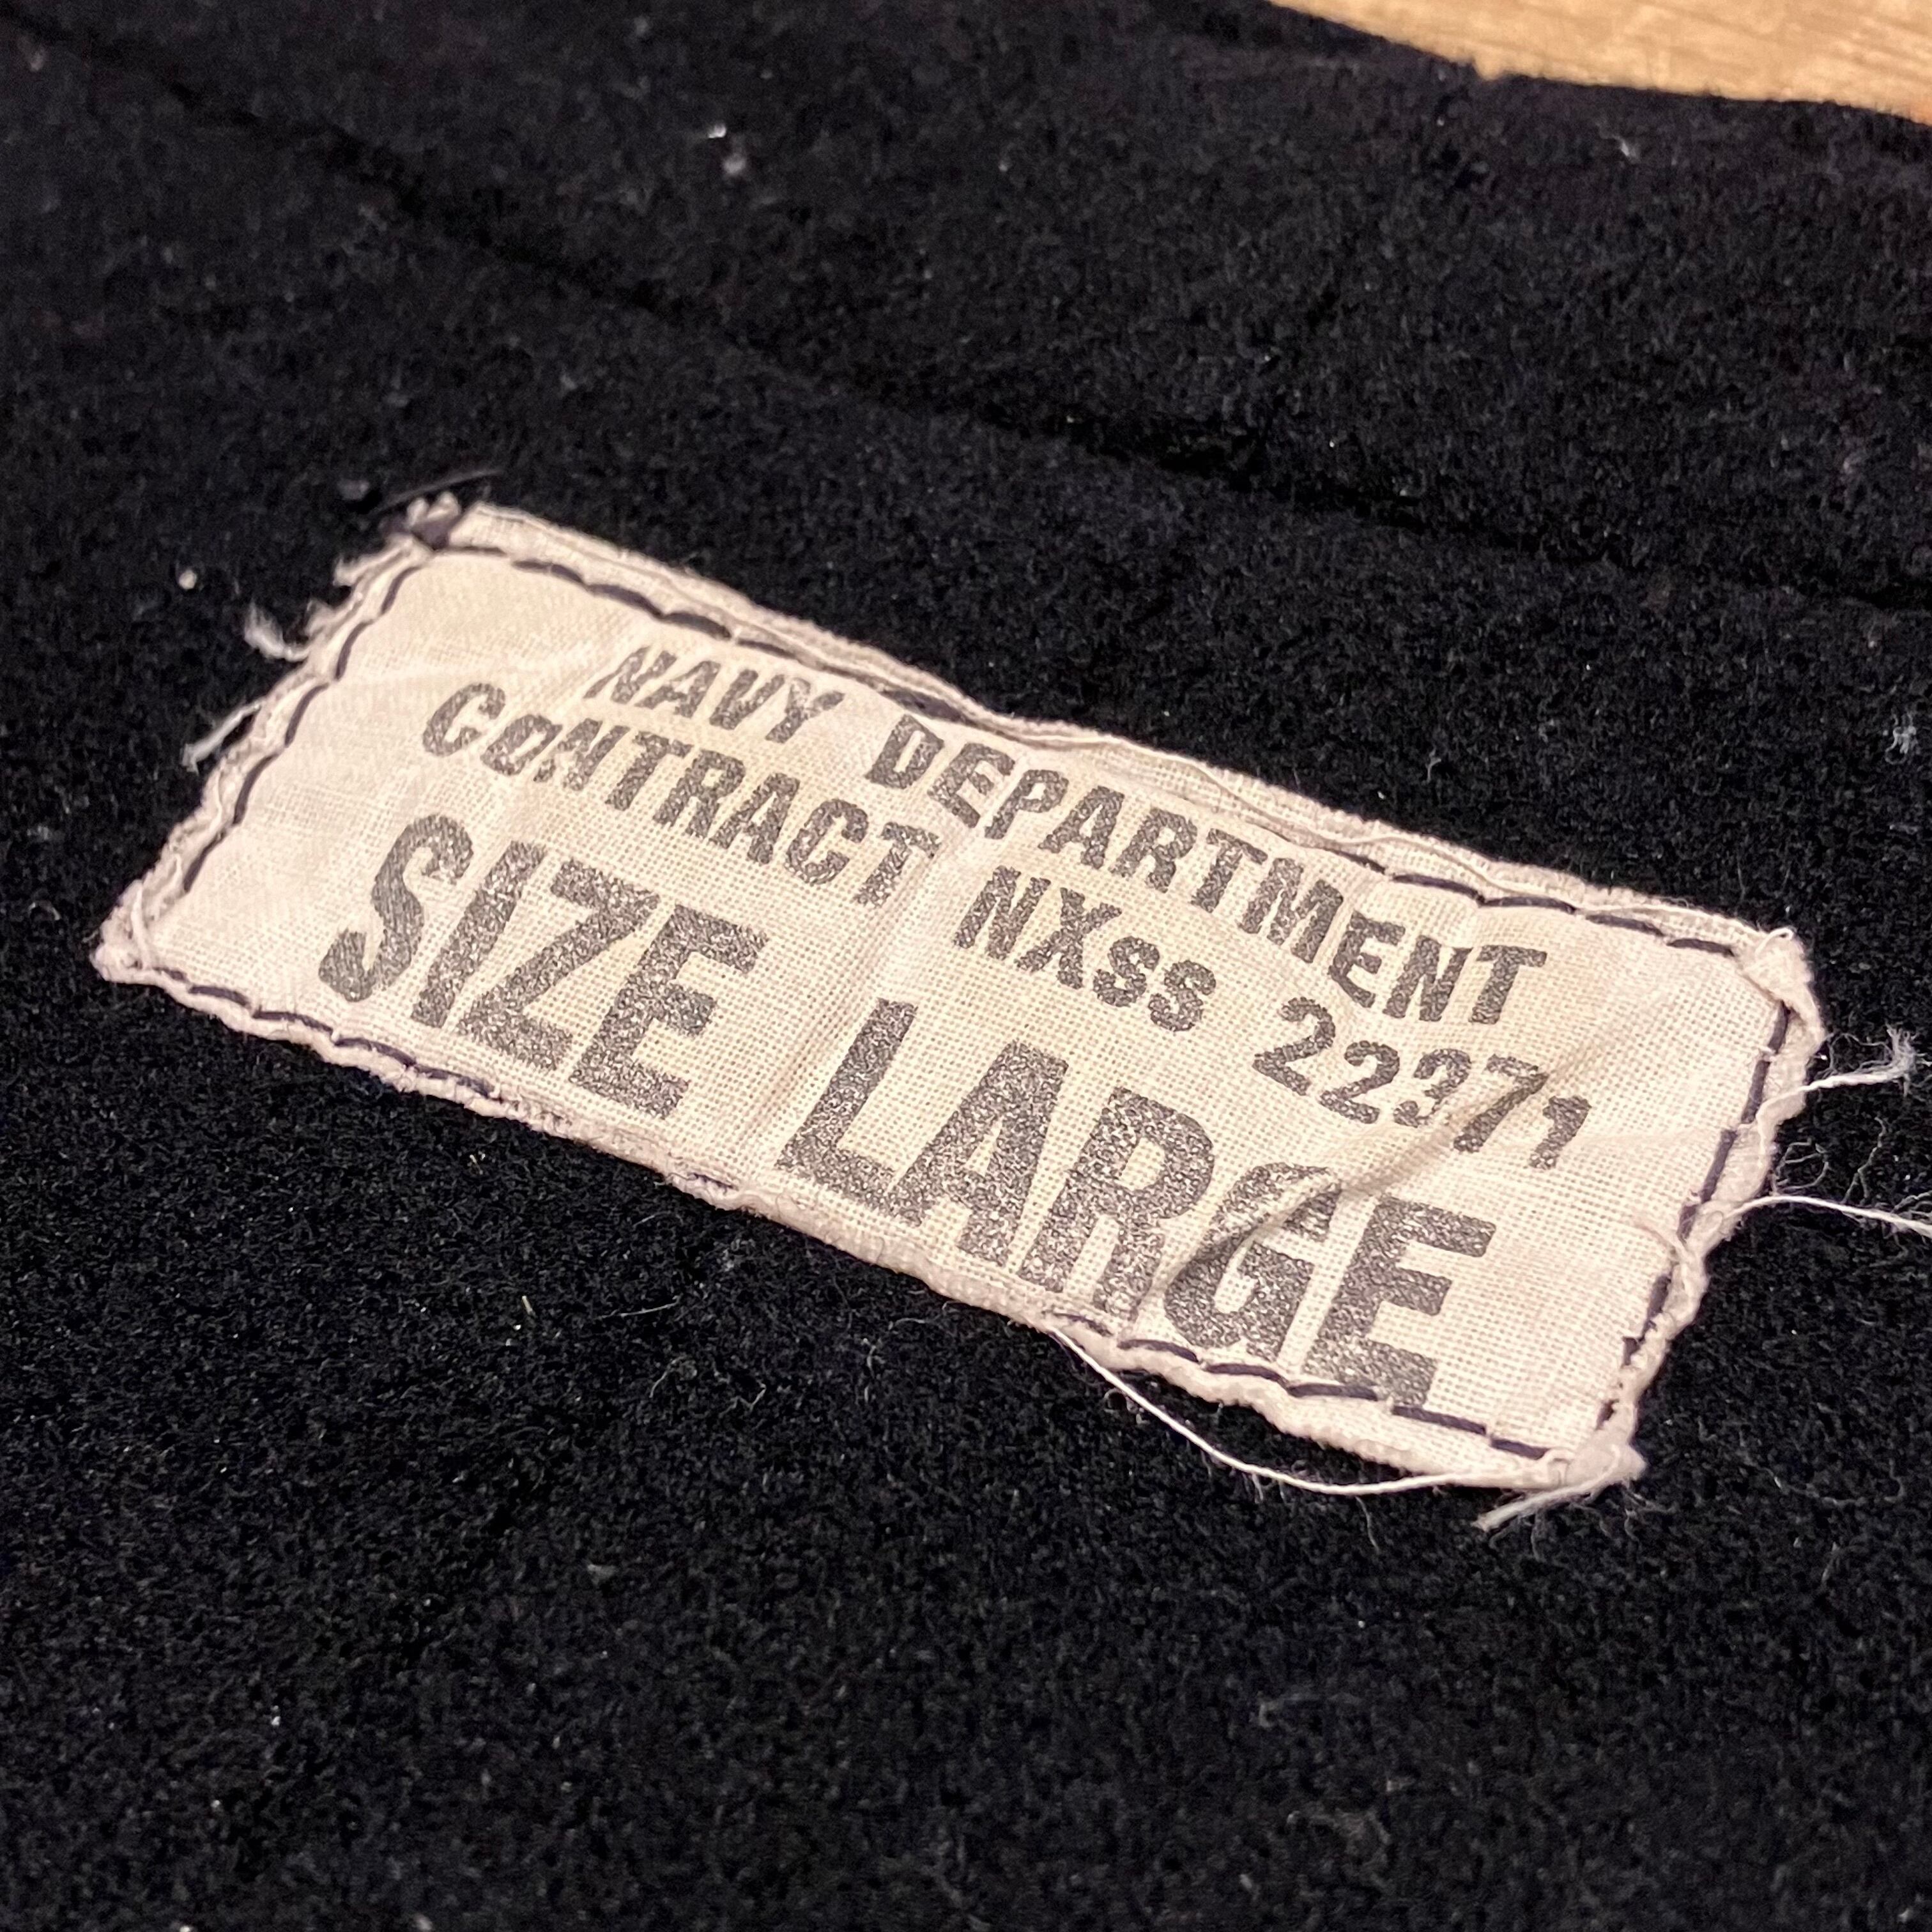 NAVY DEPARTMENT
CONTRACT NXSS 22371
SIZE LARGE